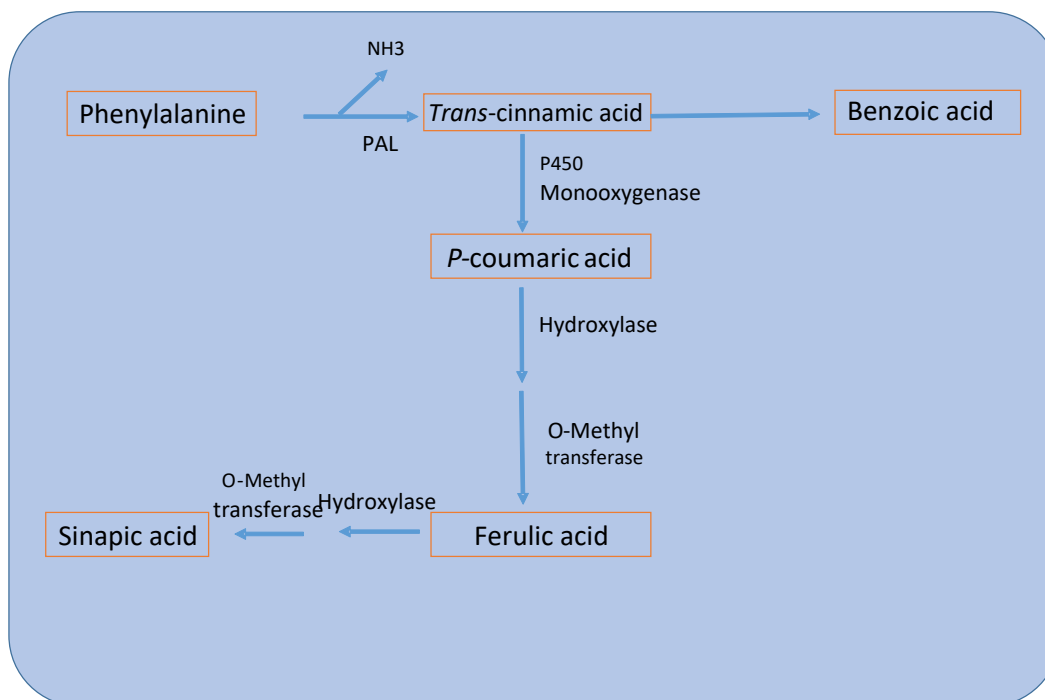 NH3
Phenylalanine
Trans-cinnamic acid
Benzoic acid
PAL
P450
Monooxygenase
P-coumaric acid
Hydroxylase
O-Methyl
transferase
O-Methyl
transferase
Hydroxylase
Sinapic acid
Ferulic acid